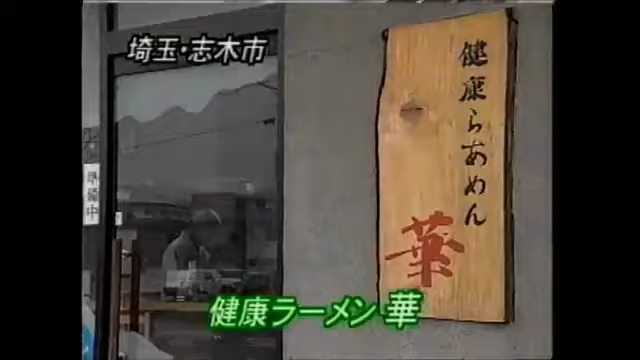 埼玉・志木市
健康らあめん
華
準備中
健康ラーメン 華